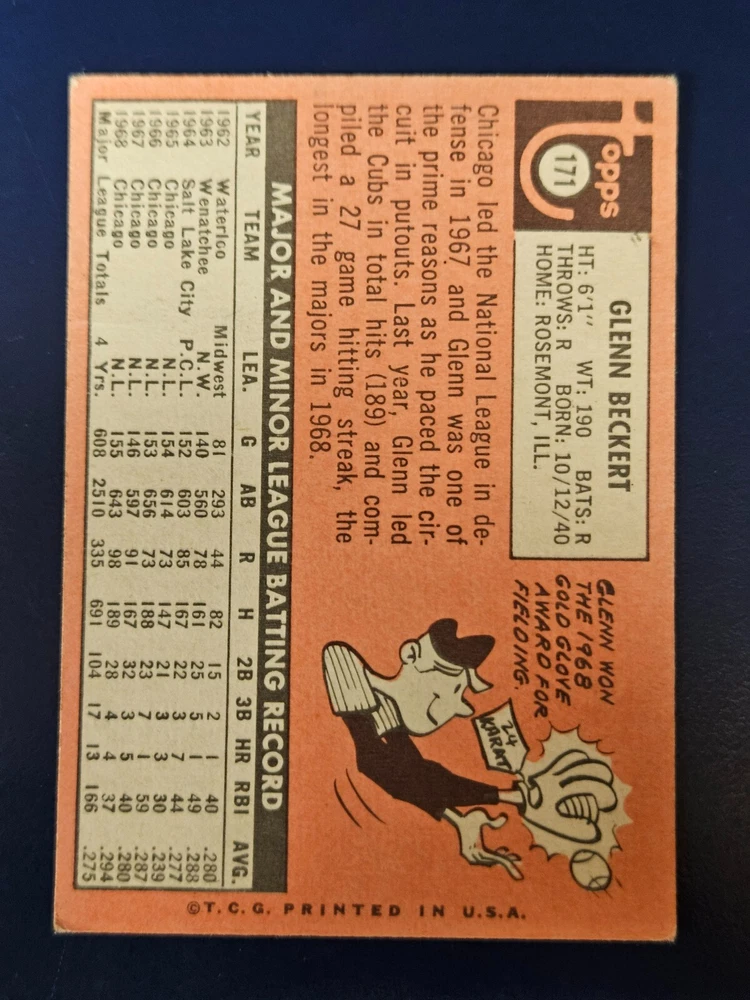 Topps
171
GLENN BECKERT
HT: 6'1" WT: 190 BATS: R
THROWS: R BORN: 10/12/40
HOME: ROSEMONT, ILL.
Chicago led the National League in de-
fense in 1967 and Glenn was one of
the prime reasons as he paced the cir-
cuit in putouts. Last year, Glenn led
the Cubs in total hits (189) and com-
piled a 27 game hitting streak, the
longest in the majors in 1968.
GLENN WON
THE 1968
GOLD GLOVE
AWARD FOR
FIELDING.
24
KARAT
MAJOR AND MINOR LEAGUE BATTING RECORD
YEAR TEAM LEA. G AB R H 2B 3B HR RBI AVG.
1962 Waterloo Midwest 81 293 44 82 15 2 1 40 .280
1963 Wenatchee N.W. 140 560 78 161 25 5 1 49 .288
1964 Salt Lake City P.C.L. 152 603 85 167 22 3 7 44 .277
1965 Chicago N.L. 154 614 73 147 21 3 3 30 .239
1966 Chicago N.L. 153 656 73 188 23 7 1 59 .287
1967 Chicago N.L. 146 597 91 167 32 3 5 40 .280
1968 Chicago N.L. 155 643 98 189 28 4 4 37 .294
Major League Totals 4 Yrs. 608 2510 335 691 104 17 13 166 .275
©T.C.G. PRINTED IN U.S.A.